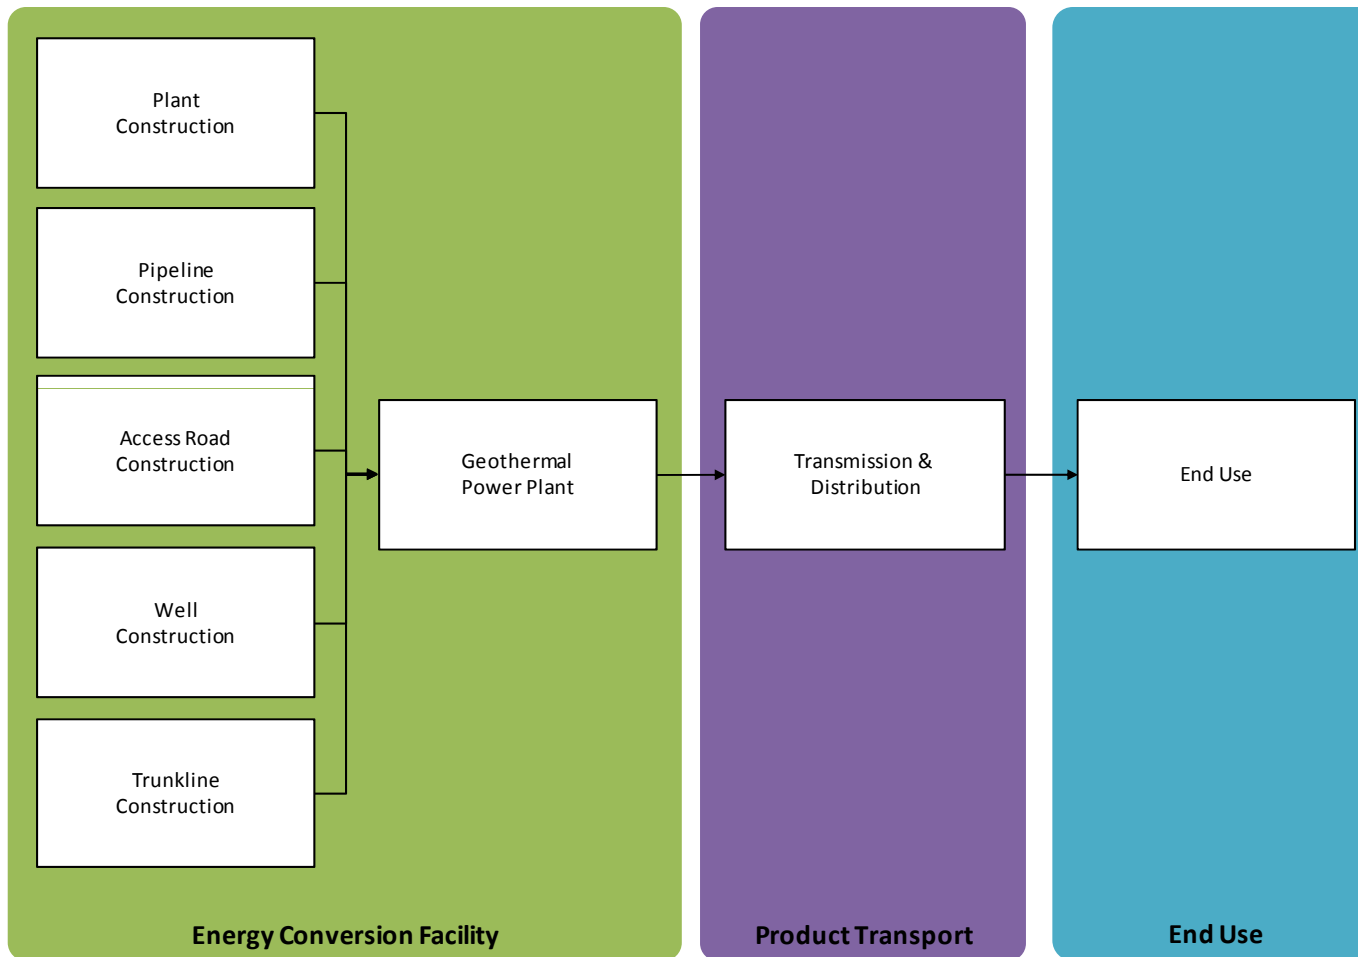 Plant
Construction
Pipeline
Construction
Access Road
Construction
Well
Construction
Trunkline
Construction
Geothermal
Power Plant
Transmission &
Distribution
End Use
Energy Conversion Facility
Product Transport
End Use